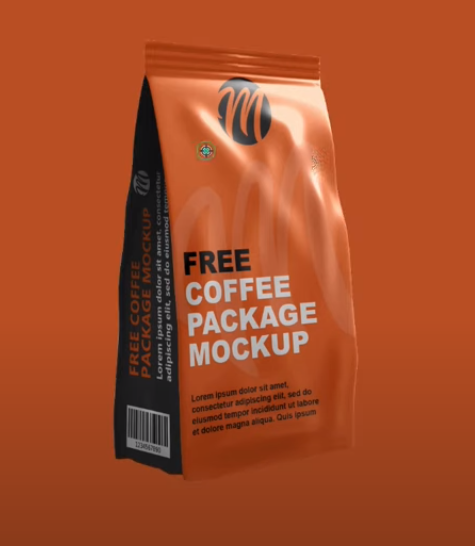 M
FREE
COFFEE
PACKAGE
MOCKUP
Lorem ipsum dolor sit amet,
consectetur adipiscing elit, sed do
eiusmod tempor incididunt ut labore
et dolore magna aliqua. Quis ipsum
FREE COFFEE
PACKAGE MOCKUP
Lorem ipsum dolor sit amet, consectetur
adipiscing elit, sed do eiusmod tempor